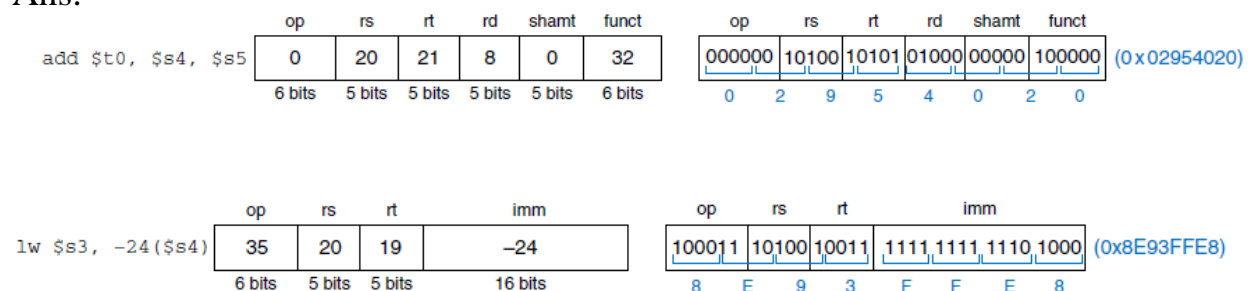 Ans:
op rs rt rd shamt funct op rs rt rd shamt funct
add $t0, $s4, $s5 0 20 21 8 0 32 000000 10100 10101 01000 00000 100000 (0x02954020)
6 bits 5 bits 5 bits 5 bits 5 bits 6 bits 0 2 9 5 4 0 2 0
op rs rt imm op rs rt imm
lw $s3, −24($s4) 35 20 19 −24 100011 10100 10011 1111 1111 1110 1000 (0x8E93FFE8)
6 bits 5 bits 5 bits 16 bits 8 E 9 3 F F E 8